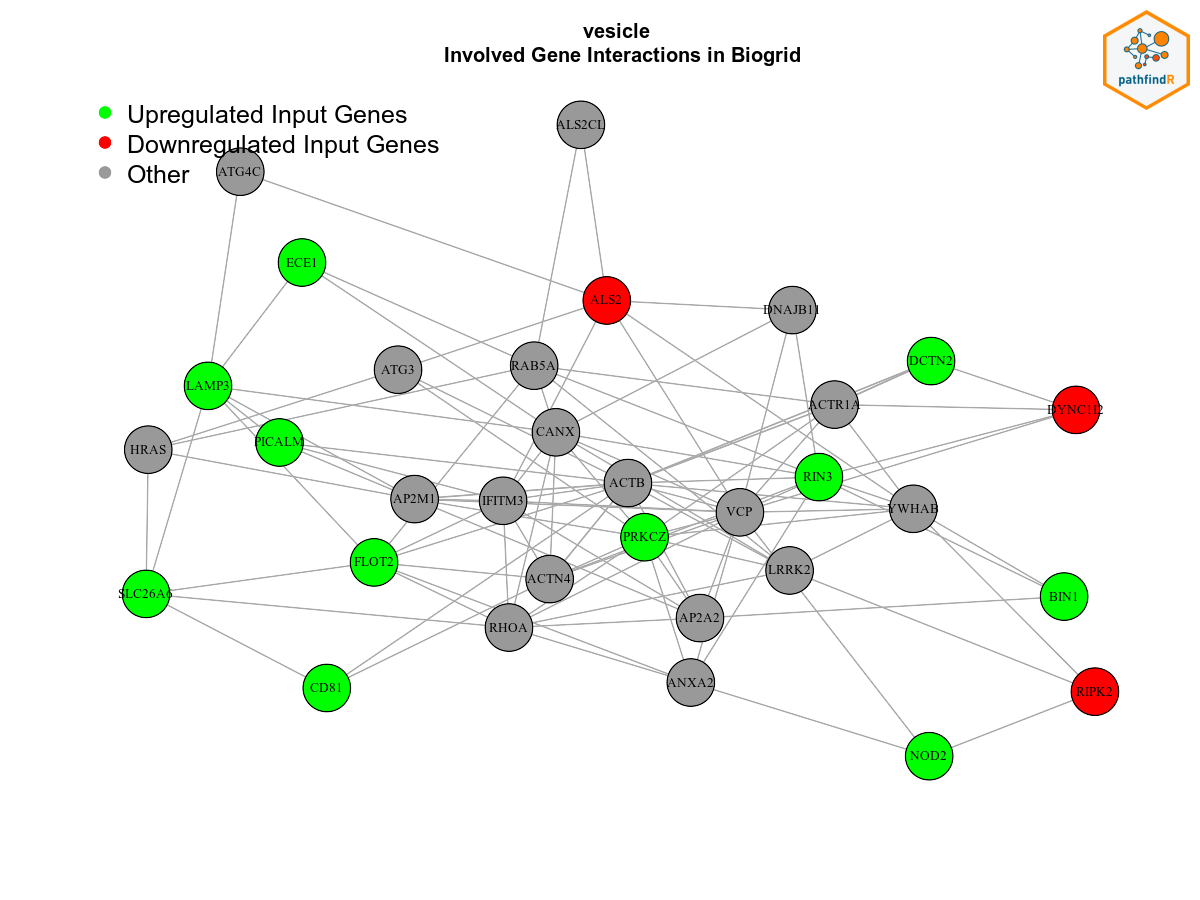 vesicle
Involved Gene Interactions in Biogrid
pathfindR
Upregulated Input Genes
Downregulated Input Genes
Other
ALS2CL
ATG4C
ECE1
ALS2
DNAJB11
DCTN2
ATG3
RAB5A
LAMP3
ACTR1A
DYNC1I2
HRAS
PICALM
CANX
AP2M1
IFITM3
ACTB
RIN3
VCP
YWHAB
PRKCZ
FLOT2
ACTN4
LRRK2
SLC26A6
BIN1
RHOA
AP2A2
CD81
ANXA2
RIPK2
NOD2